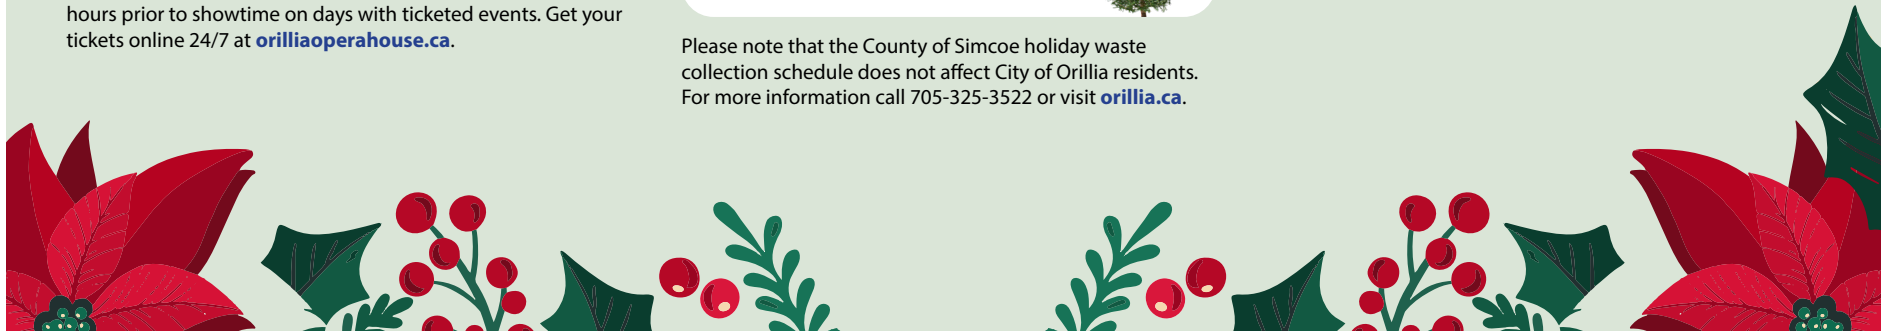 hours prior to showtime on days with ticketed events. Get your
tickets online 24/7 at orilliaoperahouse.ca.
Please note that the County of Simcoe holiday waste
collection schedule does not affect City of Orillia residents.
For more information call 705-325-3522 or visit orillia.ca.